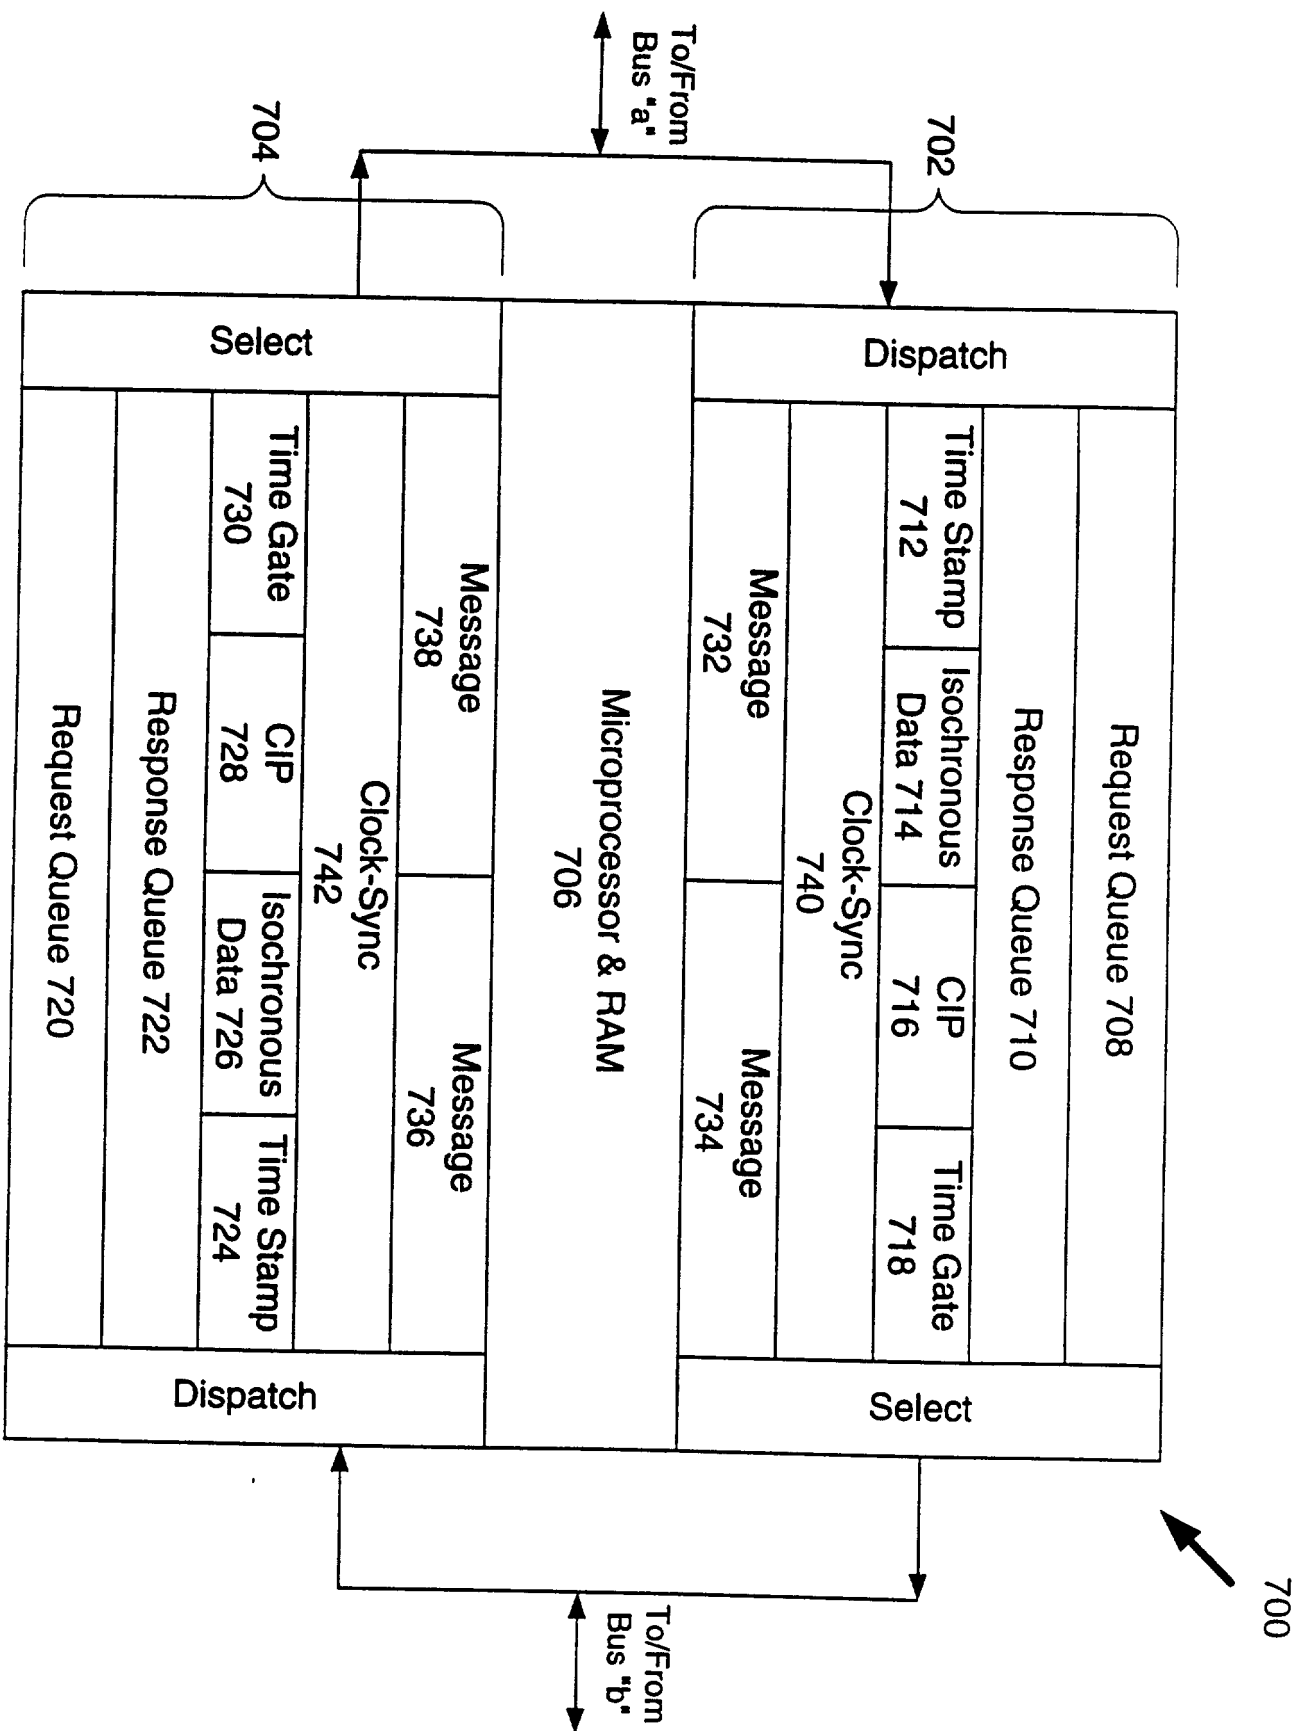 700
To/From
Bus "a"
To/From
Bus "b"
702
Dispatch
Request Queue 708
Response Queue 710
Time Stamp
712
Isochronous
Data 714
CIP
716
Time Gate
718
Clock-Sync
740
Message
732
Message
734
Select
Microprocessor & RAM
706
704
Select
Message
738
Message
736
Clock-Sync
742
Time Gate
730
CIP
728
Isochronous
Data 726
Time Stamp
724
Response Queue 722
Request Queue 720
Dispatch